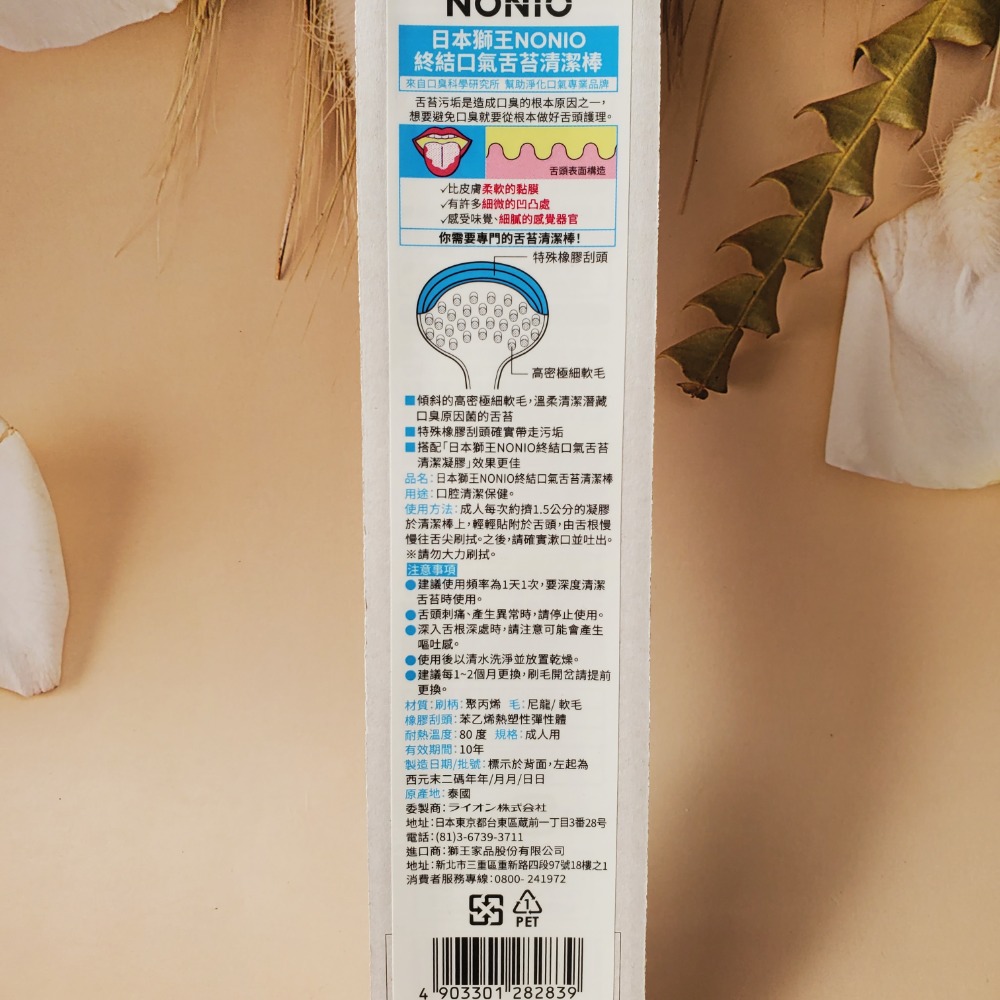 NONIO
日本獅王NONIO
終結口氣舌苔清潔棒
來自口臭科學研究所 幫助淨化口氣專業品牌
舌苔污垢是造成口臭的根本原因之一,
想要避免口臭就要從根本做好舌頭護理。
舌頭表面構造
✓比皮膚柔軟的黏膜
✓有許多細微的凹凸處
✓感受味覺、細膩的感覺器官
你需要專門的舌苔清潔棒!
特殊橡膠刮頭
高密極細軟毛
■傾斜的高密極細軟毛,溫柔清潔潛藏
口臭原因菌的舌苔
■特殊橡膠刮頭確實帶走污垢
■搭配「日本獅王NONIO終結口氣舌苔
清潔凝膠」效果更佳
品名:日本獅王NONIO終結口氣舌苔清潔棒
用途:口腔清潔保健。
使用方法:成人每次約擠1.5公分的凝膠
於清潔棒上,輕輕貼附於舌頭,由舌根慢
慢往舌尖刷拭。之後,請確實漱口並吐出。
※請勿大力刷拭。
注意事項
●建議使用頻率為1天1次,要深度清潔
舌苔時使用。
●舌頭刺痛、產生異常時,請停止使用。
●深入舌根深處時,請注意可能會產生
嘔吐感。
●使用後以清水洗淨並放置乾燥。
●建議每1~2個月更換,刷毛開岔請提前
更換。
材質:刷柄:聚丙烯 毛:尼龍/ 軟毛
橡膠刮頭:苯乙烯熱塑性彈性體
耐熱溫度:80 度 規格:成人用
有效期間:10年
製造日期/批號:標示於背面,左起為
西元末二碼年年/月月/日日
原產地:泰國
委製商:ライオン株式会社
地址:日本東京都台東區蔵前一丁目3番28号
電話:(81)3-6739-3711
進口商:獅王家品股份有限公司
地址:新北市三重區重新路四段97號18樓之1
消費者服務專線:0800- 241972
1
PET
4 903301 282839